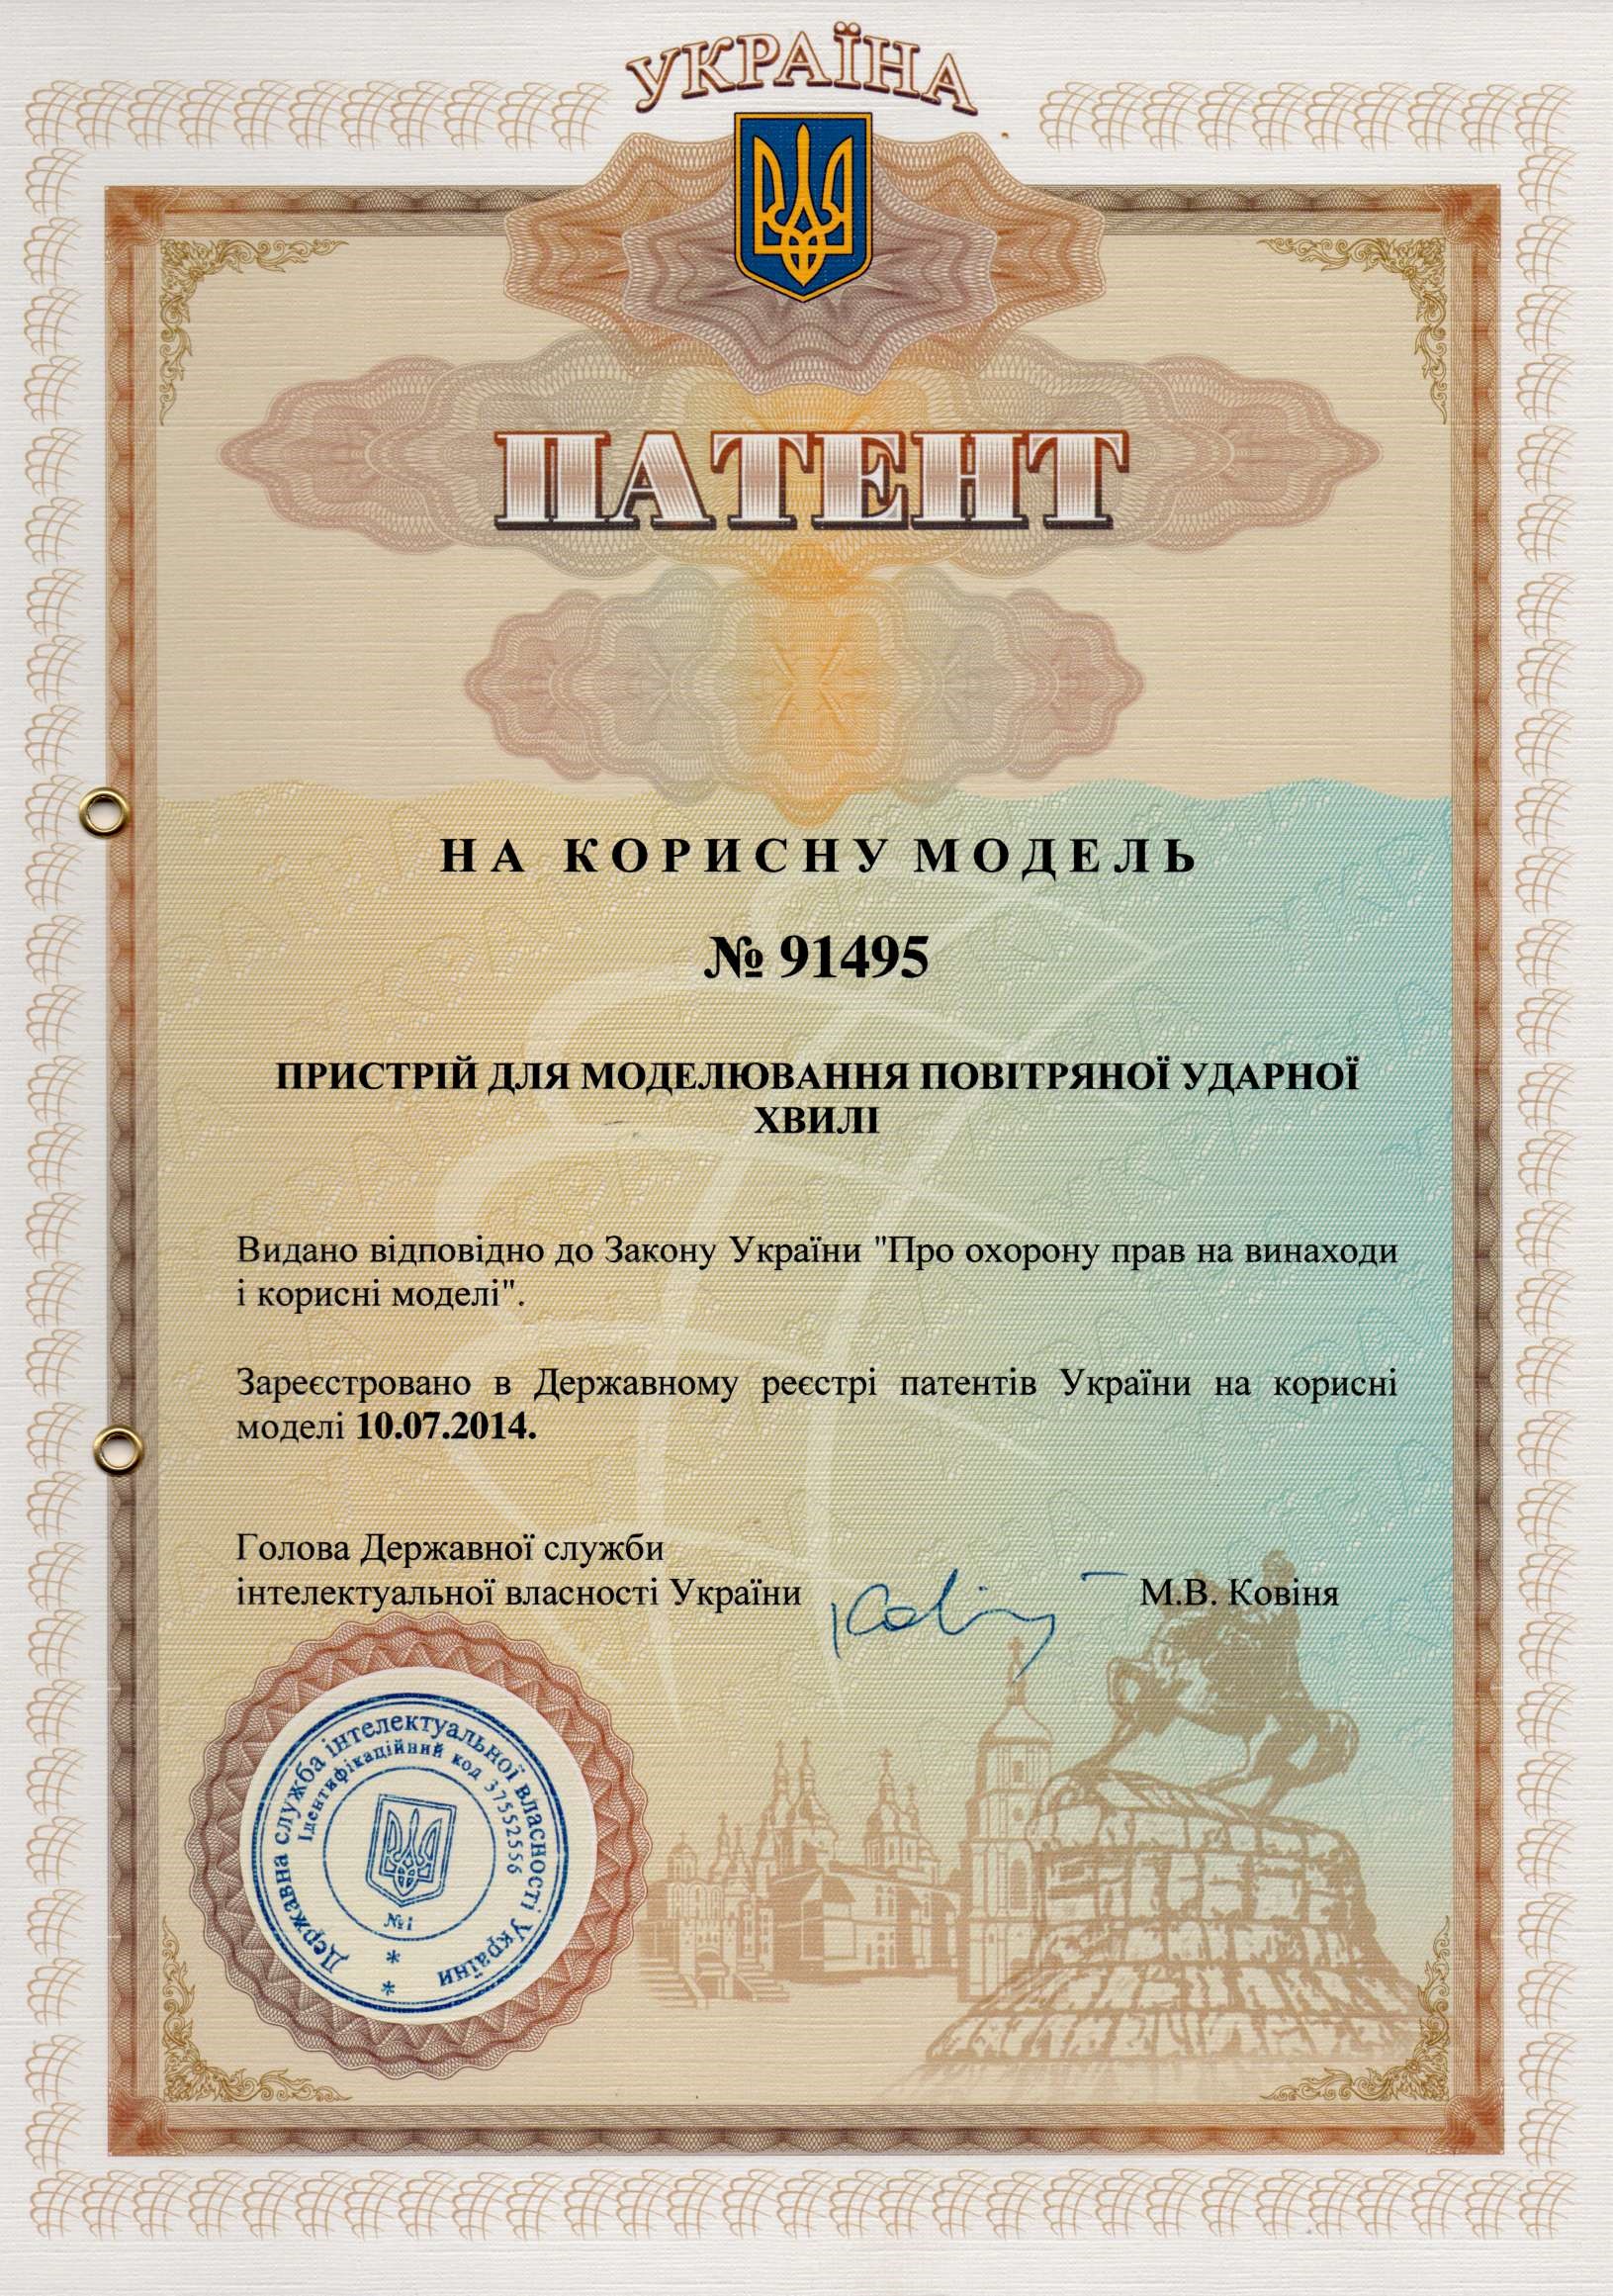 УКРАЇНА
ПАТЕНТ
НА КОРИСНУ МОДЕЛЬ
№ 91495
ПРИСТРІЙ ДЛЯ МОДЕЛЮВАННЯ ПОВІТРЯНОЇ УДАРНОЇ
ХВИЛІ
Видано відповідно до Закону України "Про охорону прав на винаходи
і корисні моделі".
Зареєстровано в Державному реєстрі патентів України на корисні
моделі 10.07.2014.
Голова Державної служби
інтелектуальної власності України
М.В. Ковіня
Державна служба інтелектуальної власності України
Ідентифікаційний код 37552556
№1
* *